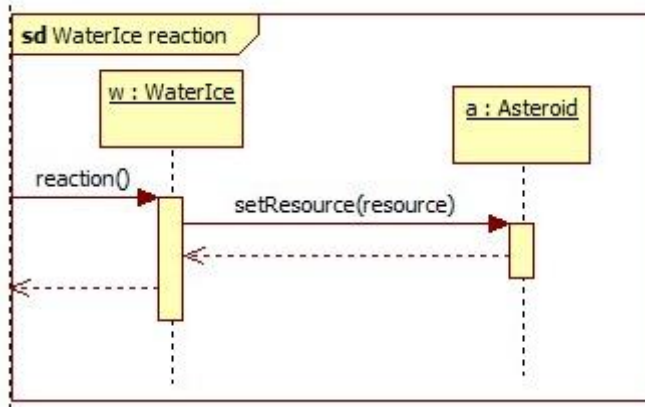 sd WaterIce reaction
w : WaterIce
a : Asteroid
reaction()
setResource(resource)